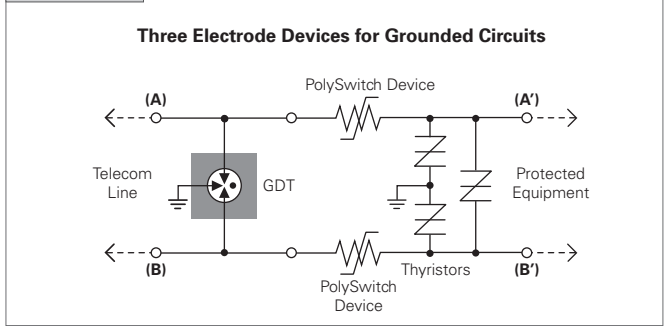 Three Electrode Devices for Grounded Circuits
PolySwitch Device
(A)
(A')
Telecom
Line
GDT
Protected
Equipment
(B)
Thyristors
(B')
PolySwitch
Device